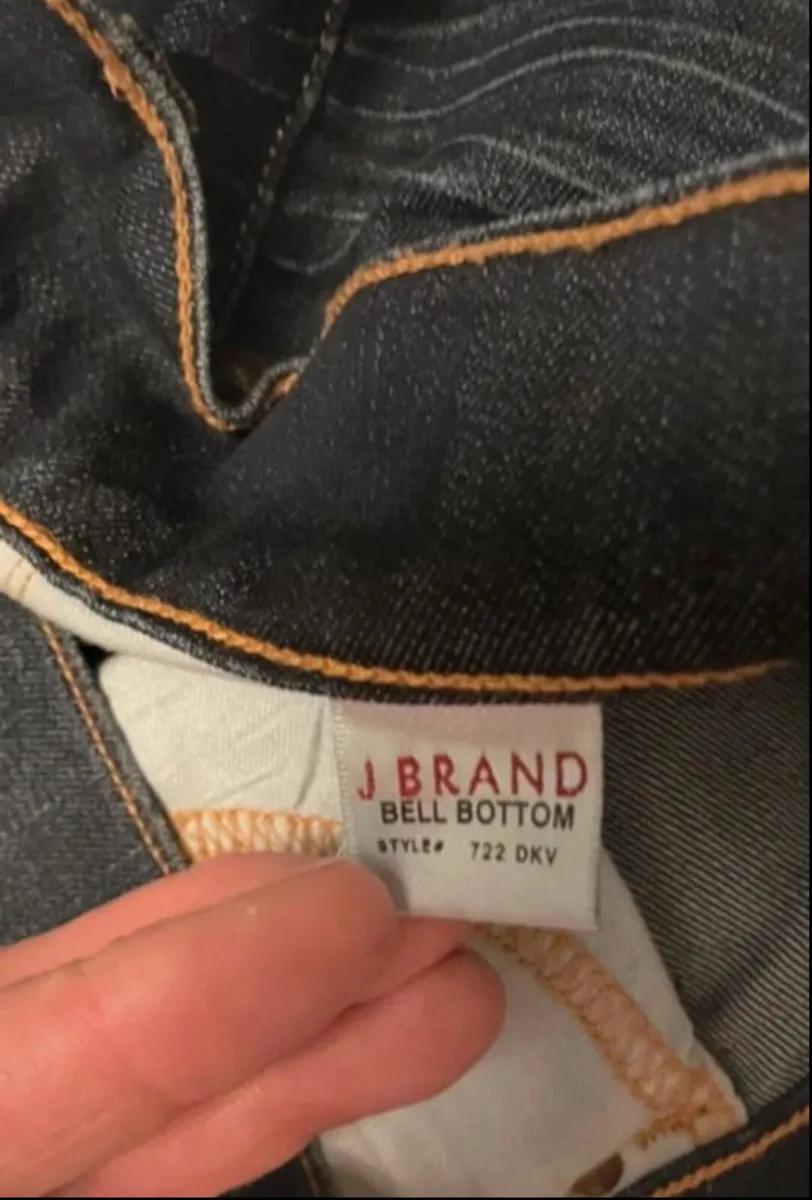 J BRAND
BELL BOTTOM
STYLE# 722 DKV